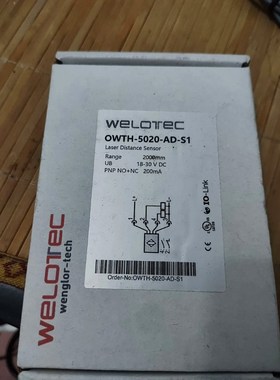 WELOTEC
OWTH-5020-AD-S1
Laser Distance Sensor
Range 2000mm
UB 18-30 V DC
PNP NO+NC 200mA
IO-Link
Order-No:OWTH-5020-AD-S1
WELOTEC
wenglor-tech